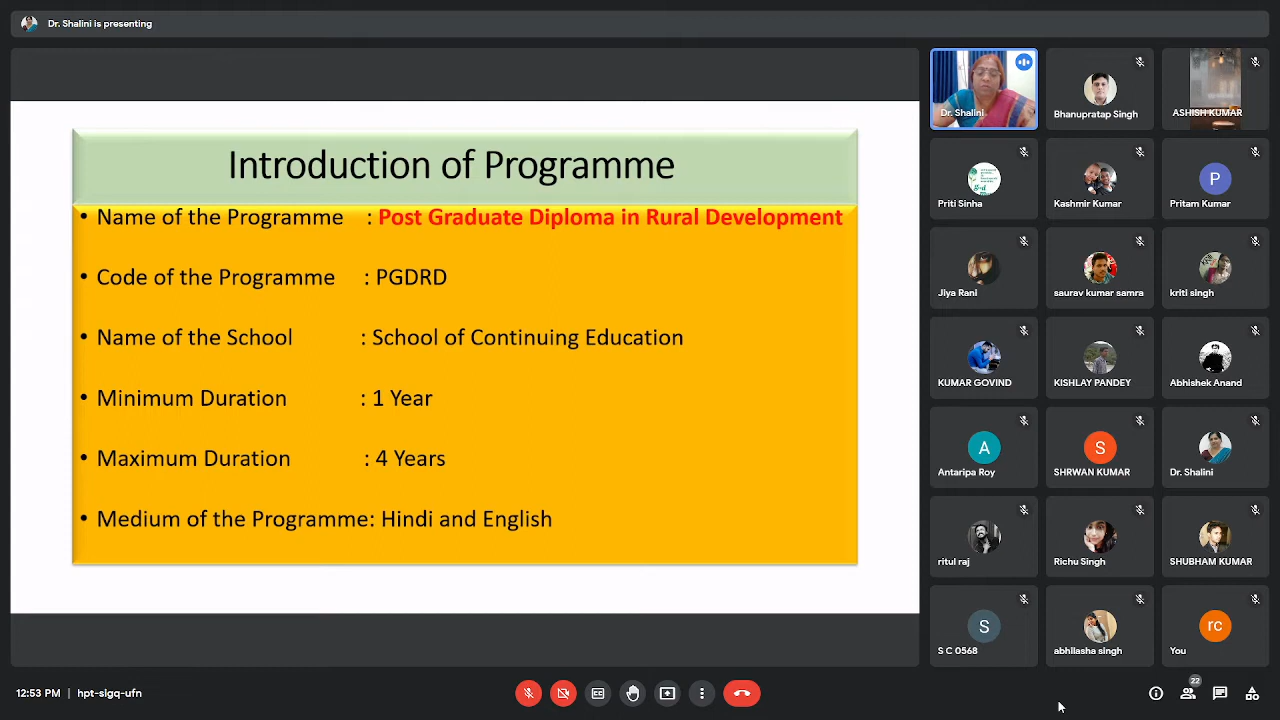 Dr. Shalini is presenting
Introduction of Programme
• Name of the Programme : Post Graduate Diploma in Rural Development
• Code of the Programme : PGDRD
• Name of the School : School of Continuing Education
• Minimum Duration : 1 Year
• Maximum Duration : 4 Years
• Medium of the Programme: Hindi and English
Dr. Shalini
Bhanupratap Singh
ASHISH KUMAR
Priti Sinha
Kashmir Kumar
P
Pritam Kumar
Jiya Rani
saurav kumar samra
kriti singh
KUMAR GOVIND
KISHLAY PANDEY
Abhishek Anand
A
Antaripa Roy
S
SHRWAN KUMAR
Dr. Shalini
ritul raj
Richu Singh
SHUBHAM KUMAR
S
S C 0568
abhilasha singh
rc
You
12:53 PM | hpt-slgq-ufn
22